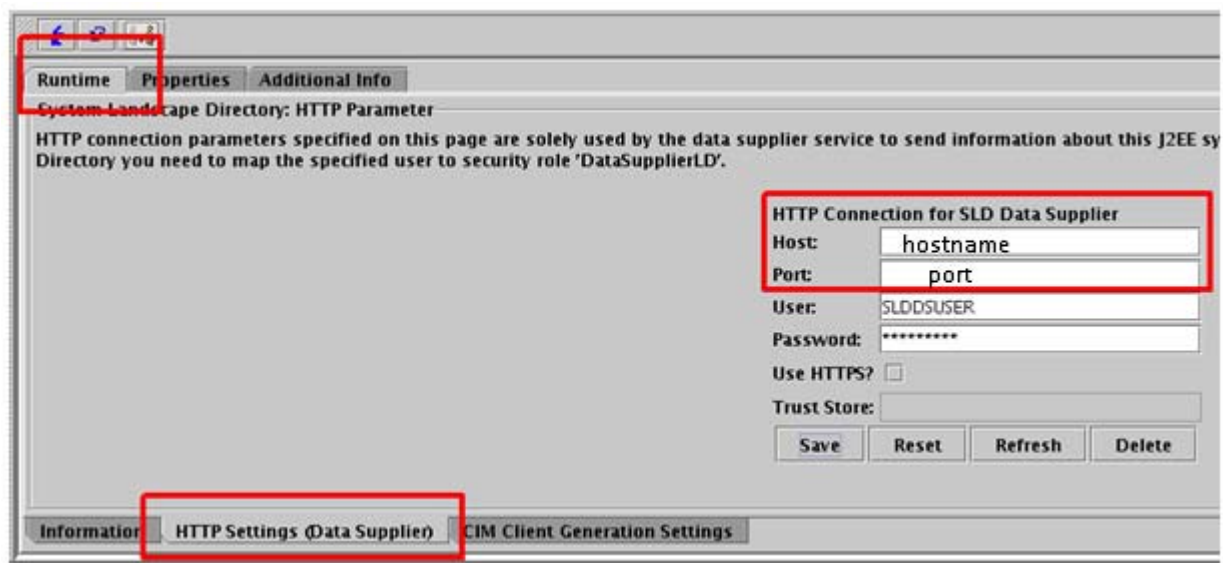 Runtime Properties Additional Info
System Landscape Directory: HTTP Parameter
HTTP connection parameters specified on this page are solely used by the data supplier service to send information about this J2EE sy
Directory you need to map the specified user to security role 'DataSupplierLD'.
HTTP Connection for SLD Data Supplier
Host: hostname
Port: port
User: SLDDSUSER
Password: *********
Use HTTPS?
Trust Store:
Save Reset Refresh Delete
Information HTTP Settings (Data Supplier) CIM Client Generation Settings